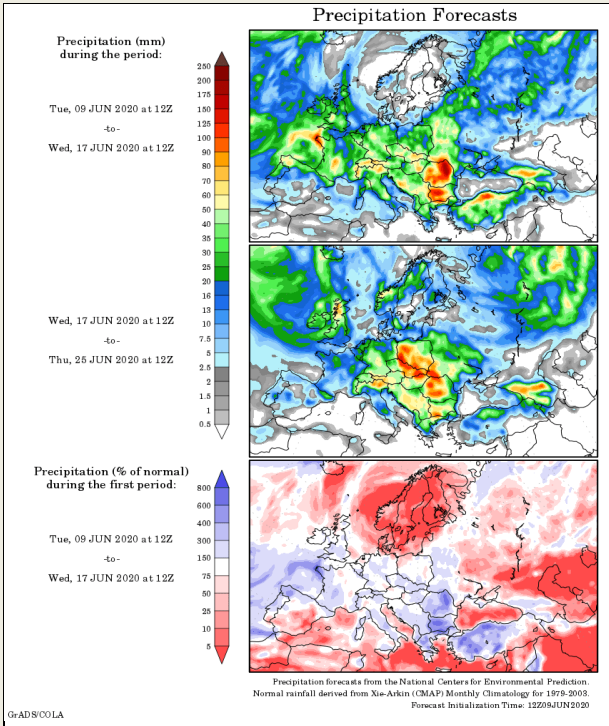 Precipitation Forecasts
Precipitation (mm)
during the period:
Tue, 09 JUN 2020 at 12Z
-to-
Wed, 17 JUN 2020 at 12Z
250
200
175
150
125
100
90
80
70
60
50
40
35
30
25
20
16
13
10
7.5
5
2.5
2
1.5
1
0.5
Wed, 17 JUN 2020 at 12Z
-to-
Thu, 25 JUN 2020 at 12Z
Precipitation (% of normal)
during the first period:
Tue, 09 JUN 2020 at 12Z
-to-
Wed, 17 JUN 2020 at 12Z
800
600
400
300
150
75
50
25
10
5
Precipitation forecasts from the National Centers for Environmental Prediction.
Normal rainfall derived from Xie-Arkin (CMAP) Monthly Climatology for 1979-2003.
Forecast Initialization Time: 12Z09JUN2020
GrADS/COLA